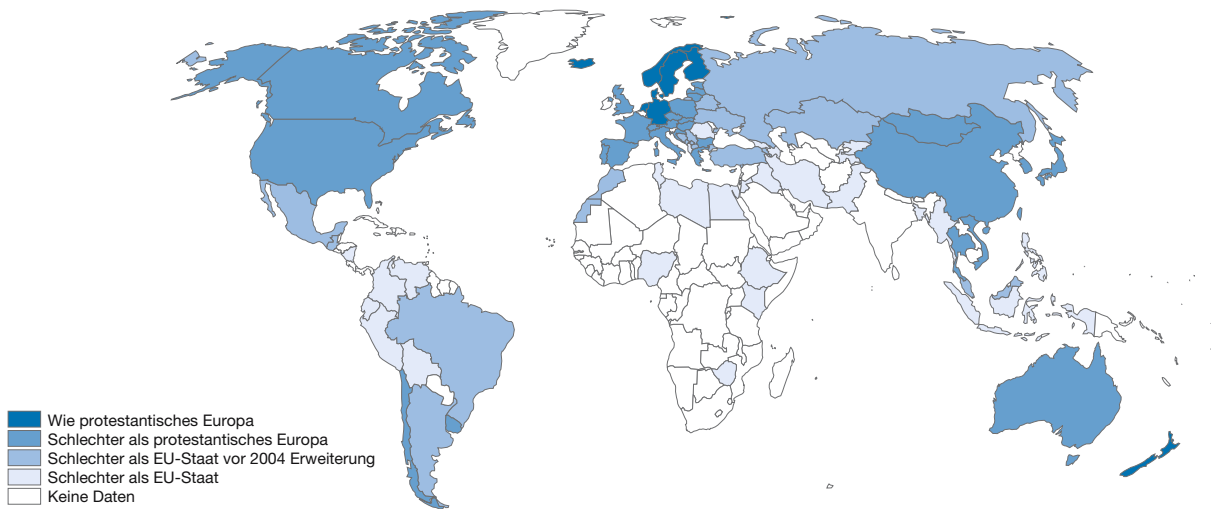 Wie protestantisches Europa
Schlechter als protestantisches Europa
Schlechter als EU-Staat vor 2004 Erweiterung
Schlechter als EU-Staat
Keine Daten